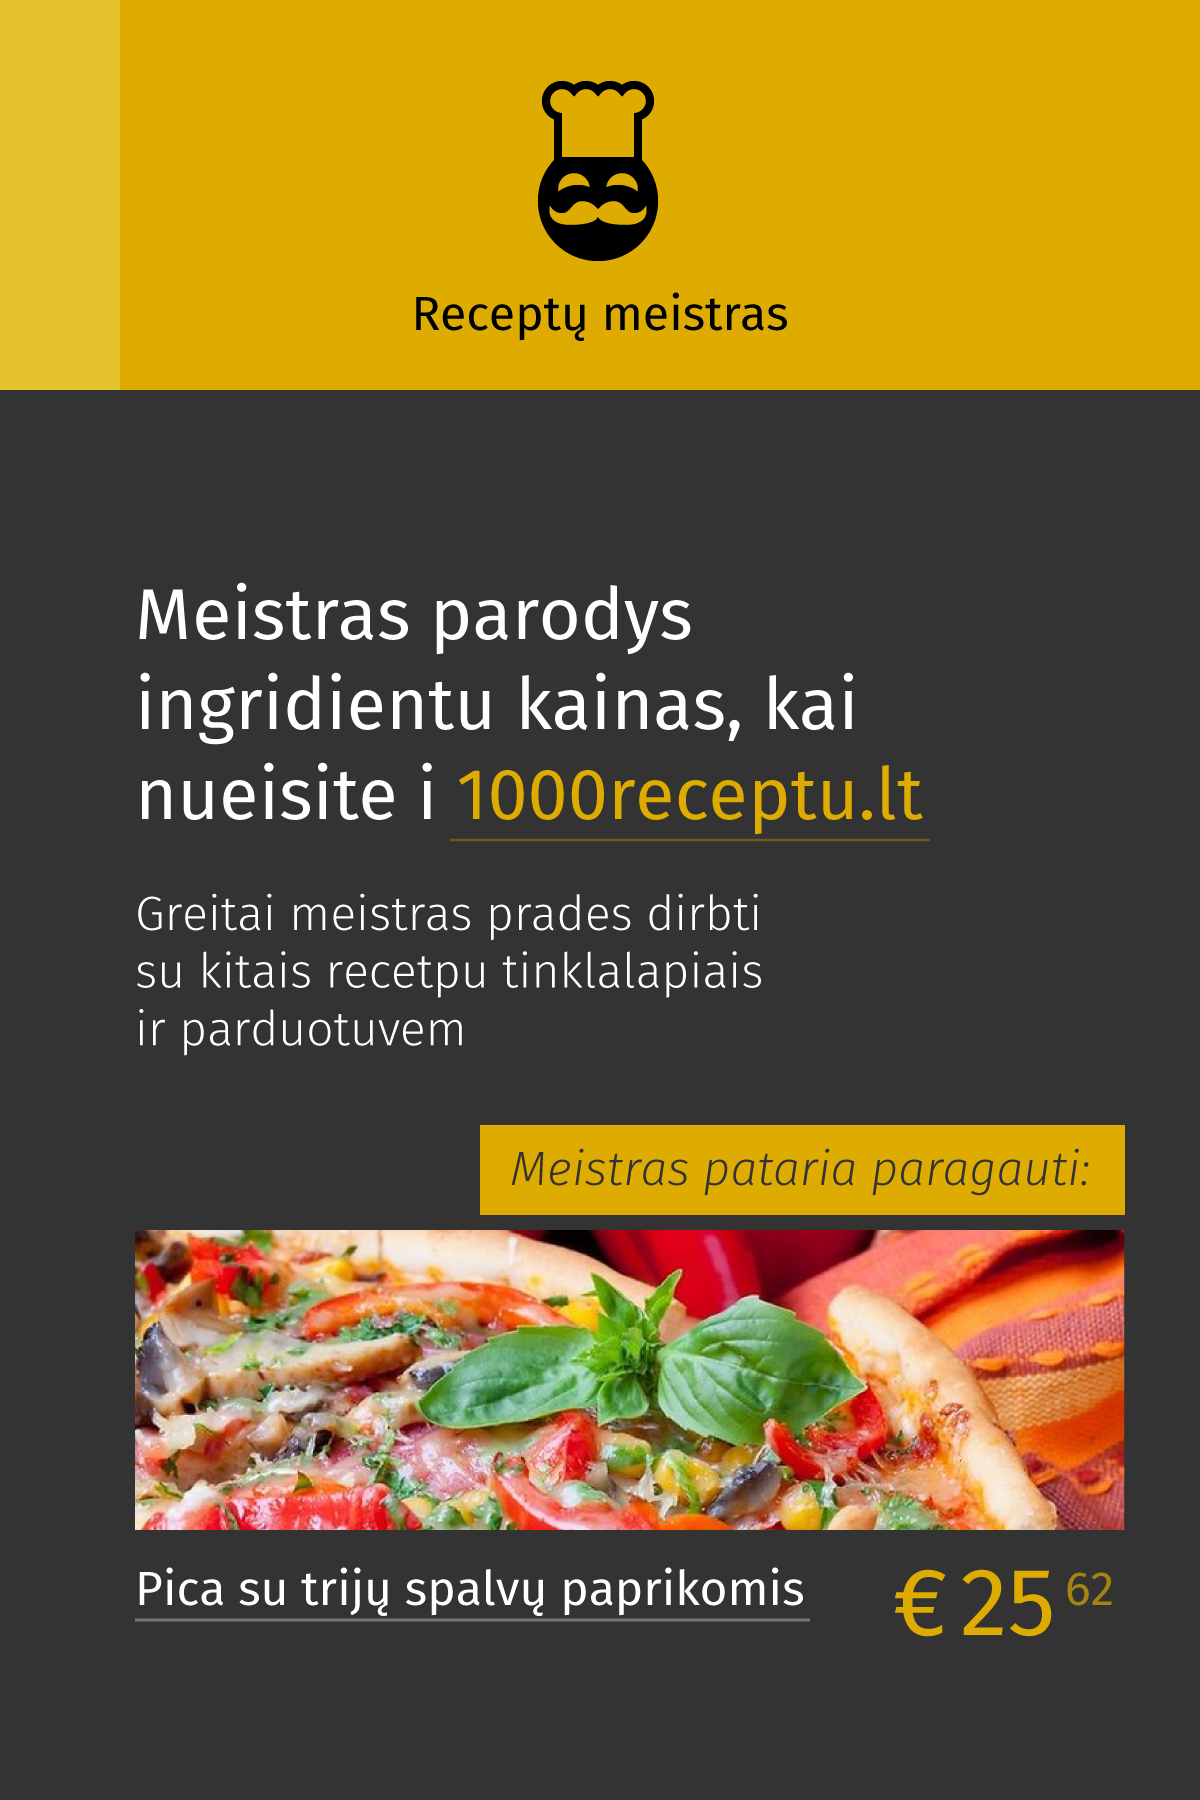 Receptų meistras
Meistras parodys
ingridientu kainas, kai
nueisite i 1000receptu.lt
Greitai meistras prades dirbti
su kitais recetpu tinklalapiais
ir parduotuvem
Meistras pataria paragauti:
Pica su trijų spalvų paprikomis
€ 25 62